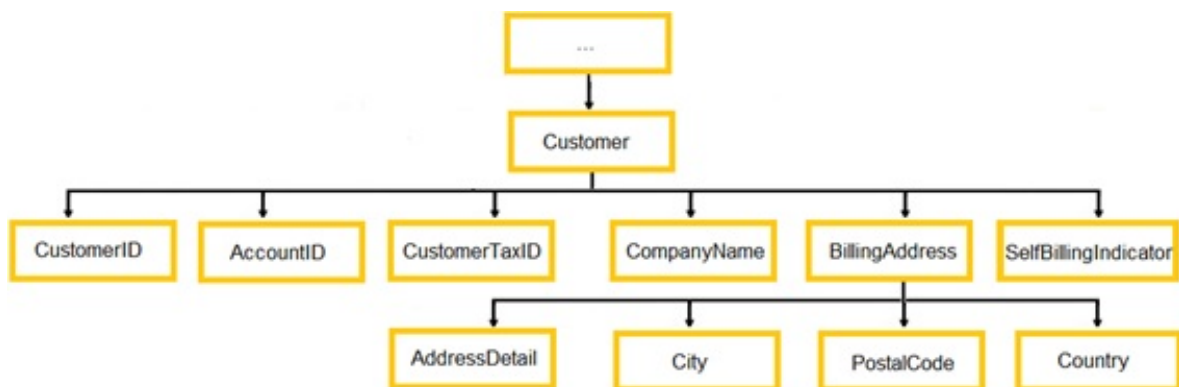 ...
Customer
CustomerID
AccountID
CustomerTaxID
CompanyName
BillingAddress
SelfBillingIndicator
AddressDetail
City
PostalCode
Country